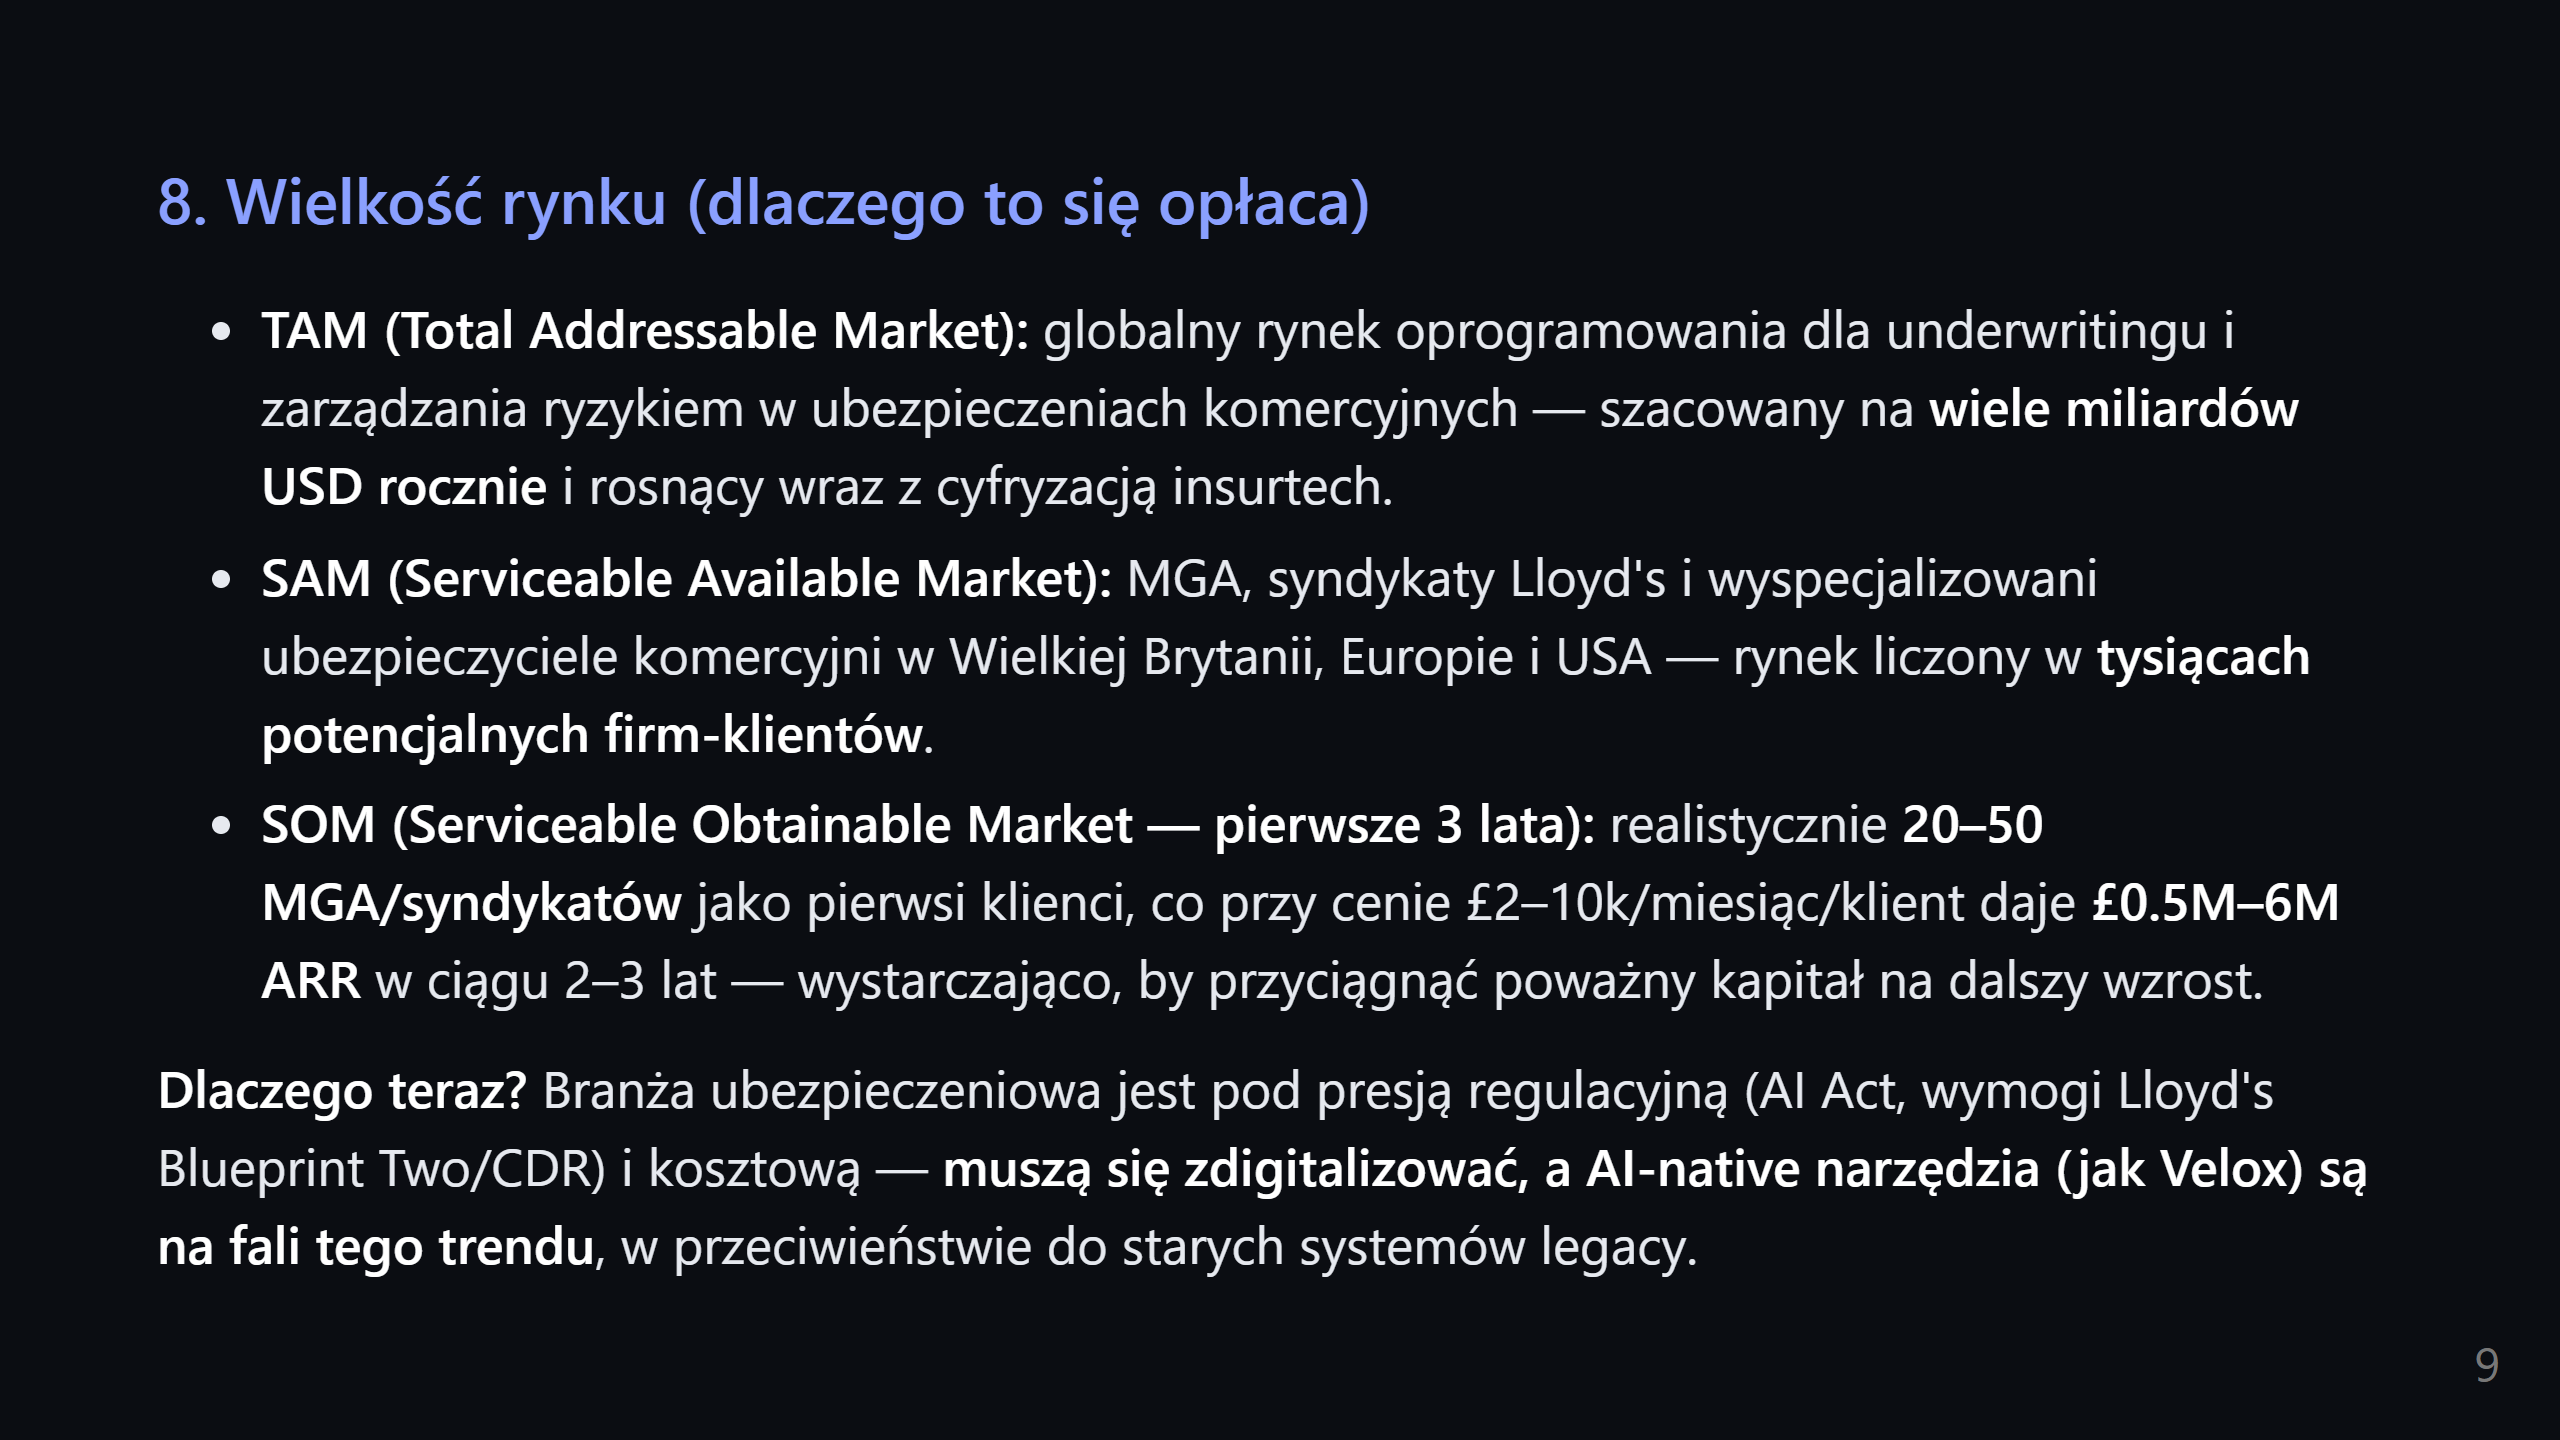 8. Wielkość rynku (dlaczego to się opłaca)
• TAM (Total Addressable Market): globalny rynek oprogramowania dla underwritingu i
zarządzania ryzykiem w ubezpieczeniach komercyjnych — szacowany na wiele miliardów
USD rocznie i rosnący wraz z cyfryzacją insurtech.
• SAM (Serviceable Available Market): MGA, syndykaty Lloyd's i wyspecjalizowani
ubezpieczyciele komercyjni w Wielkiej Brytanii, Europie i USA — rynek liczony w tysiącach
potencjalnych firm-klientów.
• SOM (Serviceable Obtainable Market — pierwsze 3 lata): realistycznie 20–50
MGA/syndykatów jako pierwsi klienci, co przy cenie £2–10k/miesiąc/klient daje £0.5M–6M
ARR w ciągu 2–3 lat — wystarczająco, by przyciągnąć poważny kapitał na dalszy wzrost.
Dlaczego teraz? Branża ubezpieczeniowa jest pod presją regulacyjną (AI Act, wymogi Lloyd's
Blueprint Two/CDR) i kosztową — muszą się zdigitalizować, a AI-native narzędzia (jak Velox) są
na fali tego trendu, w przeciwieństwie do starych systemów legacy.
9